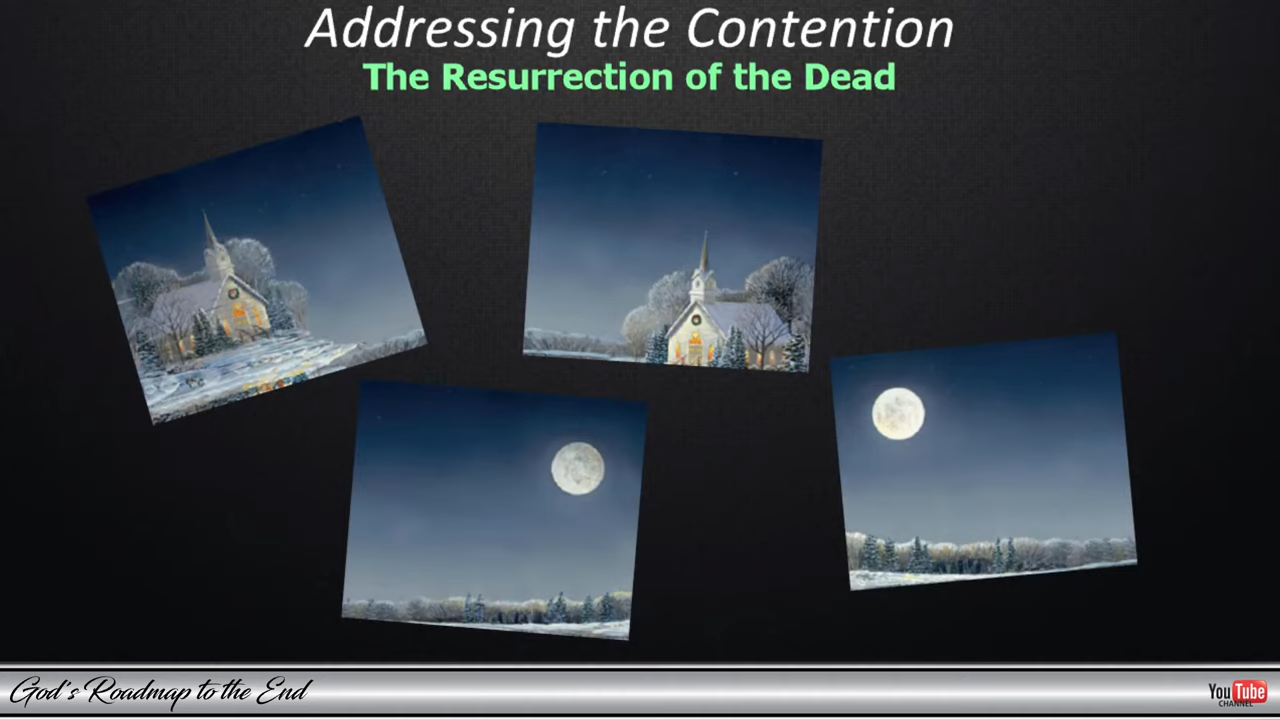 Addressing the Contention
The Resurrection of the Dead
God's Roadmap to the End
YouTube
CHANNEL